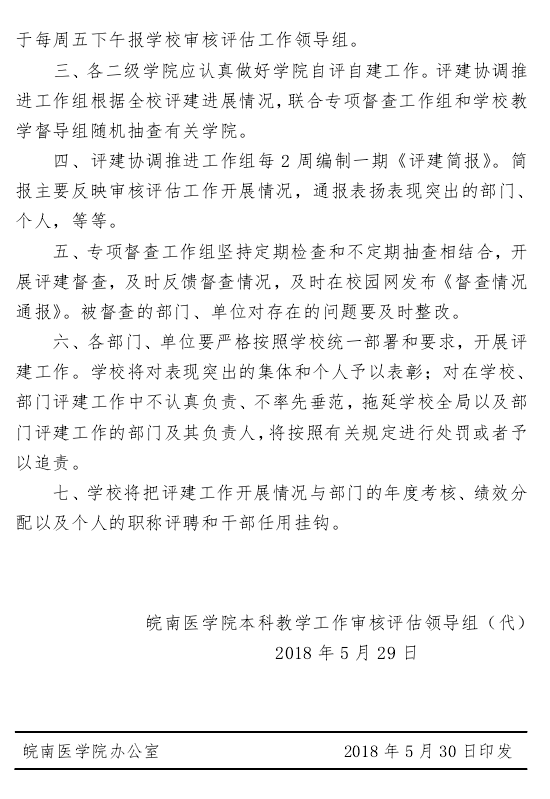 于每周五下午报学校审核评估工作领导组。
三、各二级学院应认真做好学院自评自建工作。评建协调推
进工作组根据全校评建进展情况，联合专项督查工作组和学校教
学督导组随机抽查有关学院。
四、评建协调推进工作组每 2 周编制一期《评建简报》。简
报主要反映审核评估工作开展情况，通报表扬表现突出的部门、
个人，等等。
五、专项督查工作组坚持定期检查和不定期抽查相结合，开
展评建督查，及时反馈督查情况，及时在校园网发布《督查情况
通报》。被督查的部门、单位对存在的问题要及时整改。
六、各部门、单位要严格按照学校统一部署和要求，开展评
建工作。学校将对表现突出的集体和个人予以表彰；对在学校、
部门评建工作中不认真负责、不率先垂范，拖延学校全局以及部
门评建工作的部门及其负责人，将按照有关规定进行处罚或者予
以追责。
七、学校将把评建工作开展情况与部门的年度考核、绩效分
配以及个人的职称评聘和干部任用挂钩。
皖南医学院本科教学工作审核评估领导组（代）
2018 年 5 月 29 日
皖南医学院办公室 2018 年 5 月 30 日印发